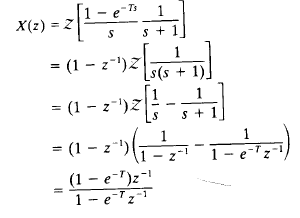 X(z) = Z[ (1 − e^{−Ts})/s · 1/(s + 1) ]
= (1 − z^{−1})Z[ 1/(s(s + 1)) ]
= (1 − z^{−1})Z[ 1/s − 1/(s + 1) ]
= (1 − z^{−1})( 1/(1 − z^{−1}) − 1/(1 − e^{−T}z^{−1}) )
= (1 − e^{−T})z^{−1}/(1 − e^{−T}z^{−1})